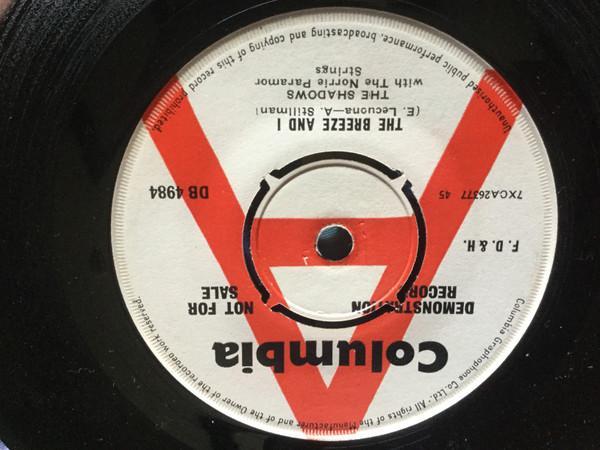 Columbia Graphophone Co. Ltd. · All rights of the Manufacturer and of the Owner of the Recorded work reserved.
Columbia
DEMONSTRATION
RECORD
NOT FOR
SALE
F. D. & H.
7XCA26377 45
DB 4984
THE BREEZE AND I
(E. Lecuona—A. Stillman)
THE SHADOWS
with The Norrie Paramor
Strings
Unauthorised public performance, broadcasting and copying of this record prohibited.